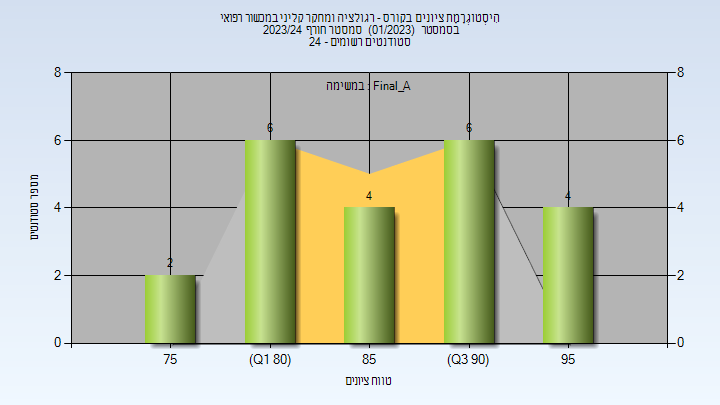 היסטוגרמת ציונים בקורס - רגולציה ומחקר קליני במכשור רפואי
בסמסטר (01/2023) סמסטר חורף 2023/24
סטודנטים רשומים - 24
במשימה : Final_A
מספר סטודנטים
8 8
6 6
4 4
2 2
0 0
2 6 4 6 4
75 (Q1 80) 85 (Q3 90) 95
טווח ציונים